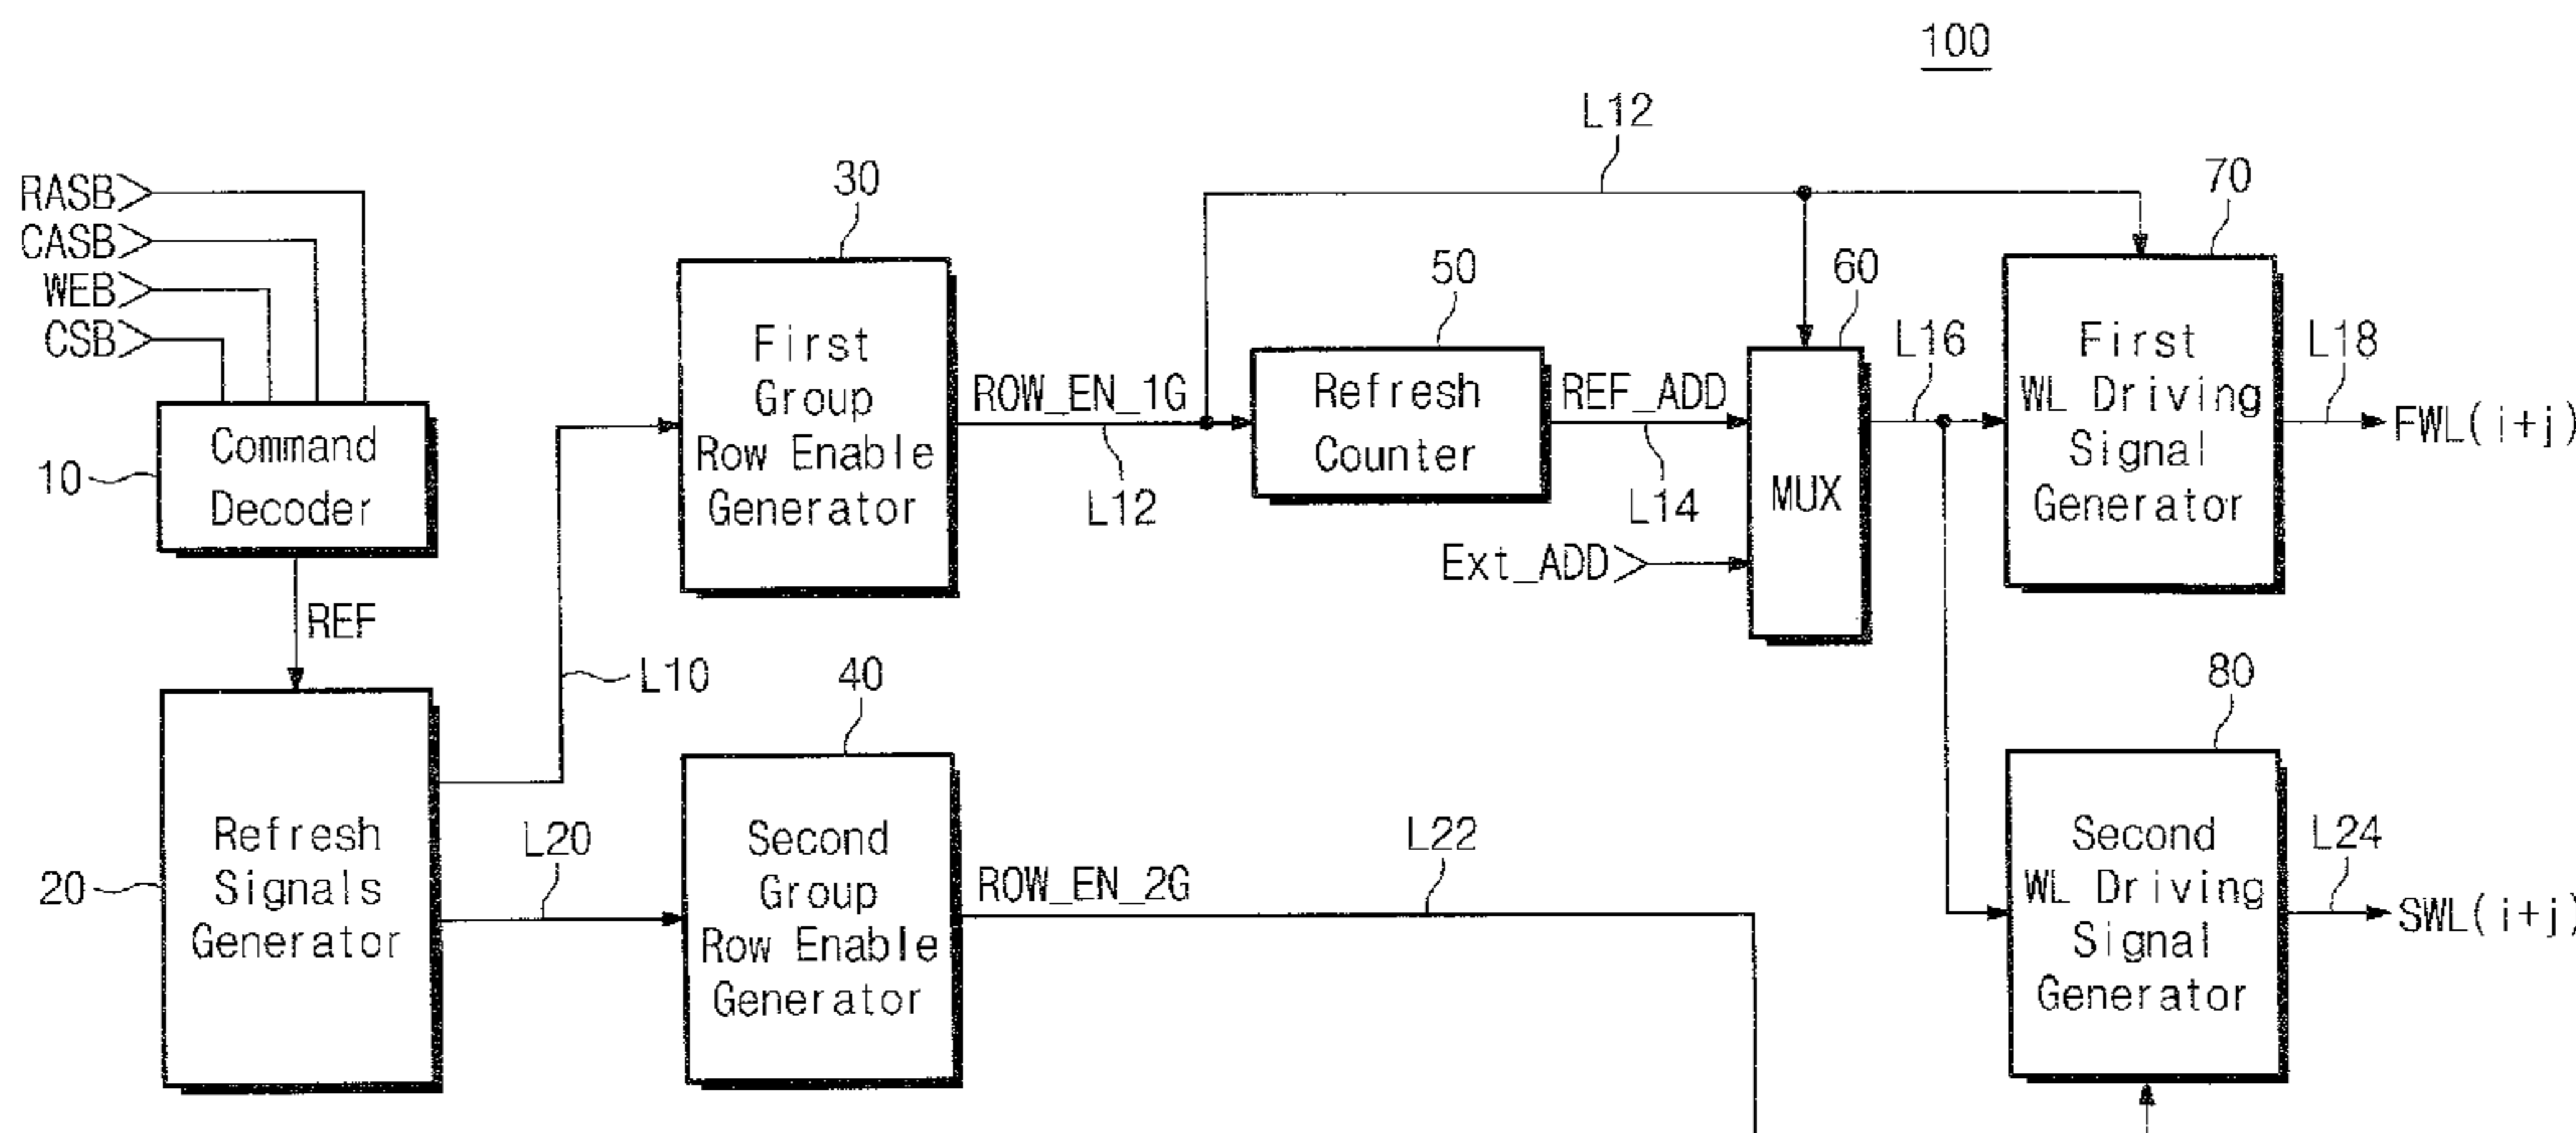 100
L12
RASB
CASB
WEB
CSB
30
70
50
60
First
Group
Row Enable
Generator
ROW_EN_1G
L12
Refresh
Counter
REF_ADD
L14
MUX
Ext_ADD
L16
First
WL Driving
Signal
Generator
L18
FWL(i+j)
10
Command
Decoder
REF
L10
40
80
20
Refresh
Signals
Generator
L20
Second
Group
Row Enable
Generator
ROW_EN_2G
L22
Second
WL Driving
Signal
Generator
L24
SWL(i+j)